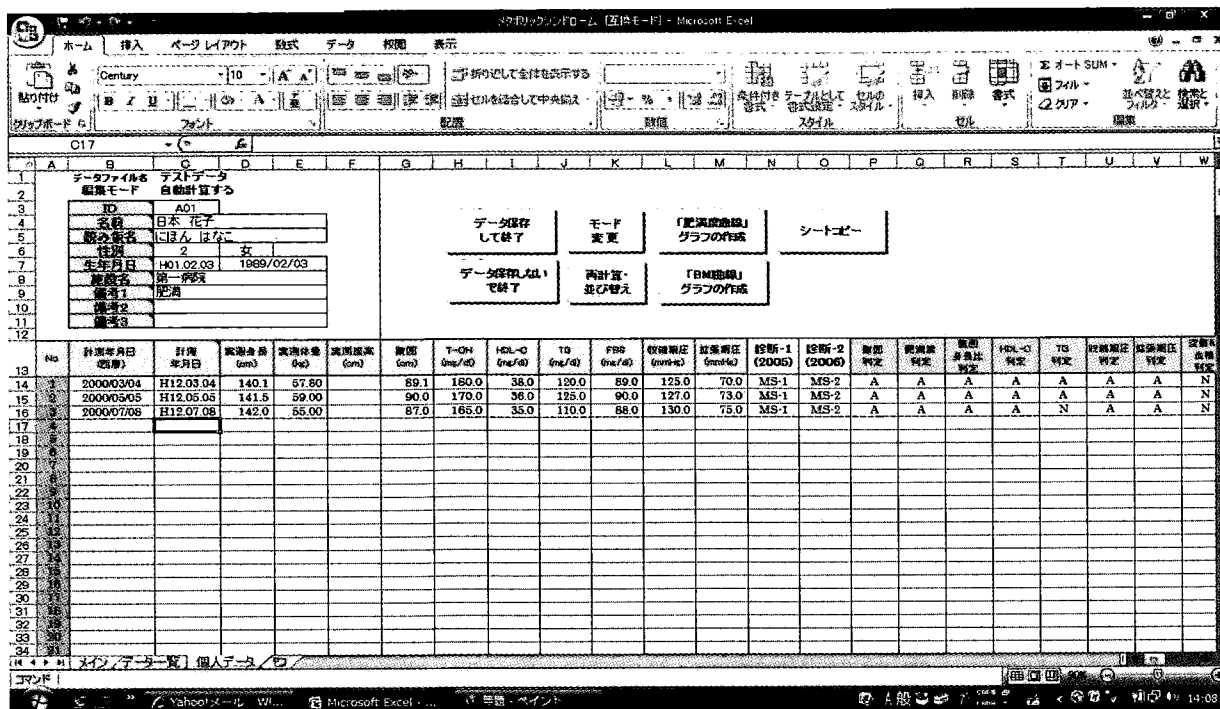 メタボリックシンドローム [互換モード] - Microsoft Excel
ホーム 挿入 ページ レイアウト 数式 データ 校閲 表示
Century 10
折り返して全体を表示する
Σ オート SUM
フィル
クリア
セルを結合して中央揃え
貼り付け
条件付き書式 テーブルとして書式設定 セルのスタイル
挿入 削除 書式
並べ替えとフィルタ 検索と選択
クリップボード フォント 配置 数値 スタイル セル 編集
C17
A B C D E F G H I J K L M N O P Q R S T U V W
データファイル名 テストデータ
編集モード 自動計算する
ID A01
名前 日本 花子
読み仮名 にほん はなこ
性別 2 女
生年月日 H01.02.03 1989/02/03
施設名 第一病院
備考1 肥満
備考2
備考3
データ保存して終了
モード変更
「肥満度曲線」グラフの作成
シートコピー
データ保存しないで終了
再計算・並び替え
「BMI曲線」グラフの作成
No. 計測年月日(西暦) 計測年月日 実測身長(cm) 実測体重(kg) 実測座高(cm) 腹囲(cm) T-CH(mg/dl) HDL-C(mg/dl) TG(mg/dl) FBS(mg/dl) 収縮期圧(mmHg) 拡張期圧(mmHg) 診断-1(2005) 診断-2(2006) 腹囲判定 肥満度判定 腹囲身長比判定 HDL-C判定 TG判定 収縮期圧判定 拡張期圧判定 判定
1 2000/03/04 H12.03.04 140.1 57.80 89.1 180.0 38.0 120.0 89.0 125.0 70.0 MS-1 MS-2 A A A A A A A N
2 2000/05/05 H12.05.05 141.5 59.00 90.0 170.0 36.0 125.0 90.0 127.0 73.0 MS-1 MS-2 A A A A A A A N
3 2000/07/08 H12.07.08 142.0 55.00 87.0 165.0 35.0 110.0 88.0 130.0 75.0 MS-1 MS-2 A A A A N A A N
メイン データ一覧 個人データ
コマンド
Yahoo!メール - Wi... Microsoft Excel - ... 無題 - ペイント
14:08